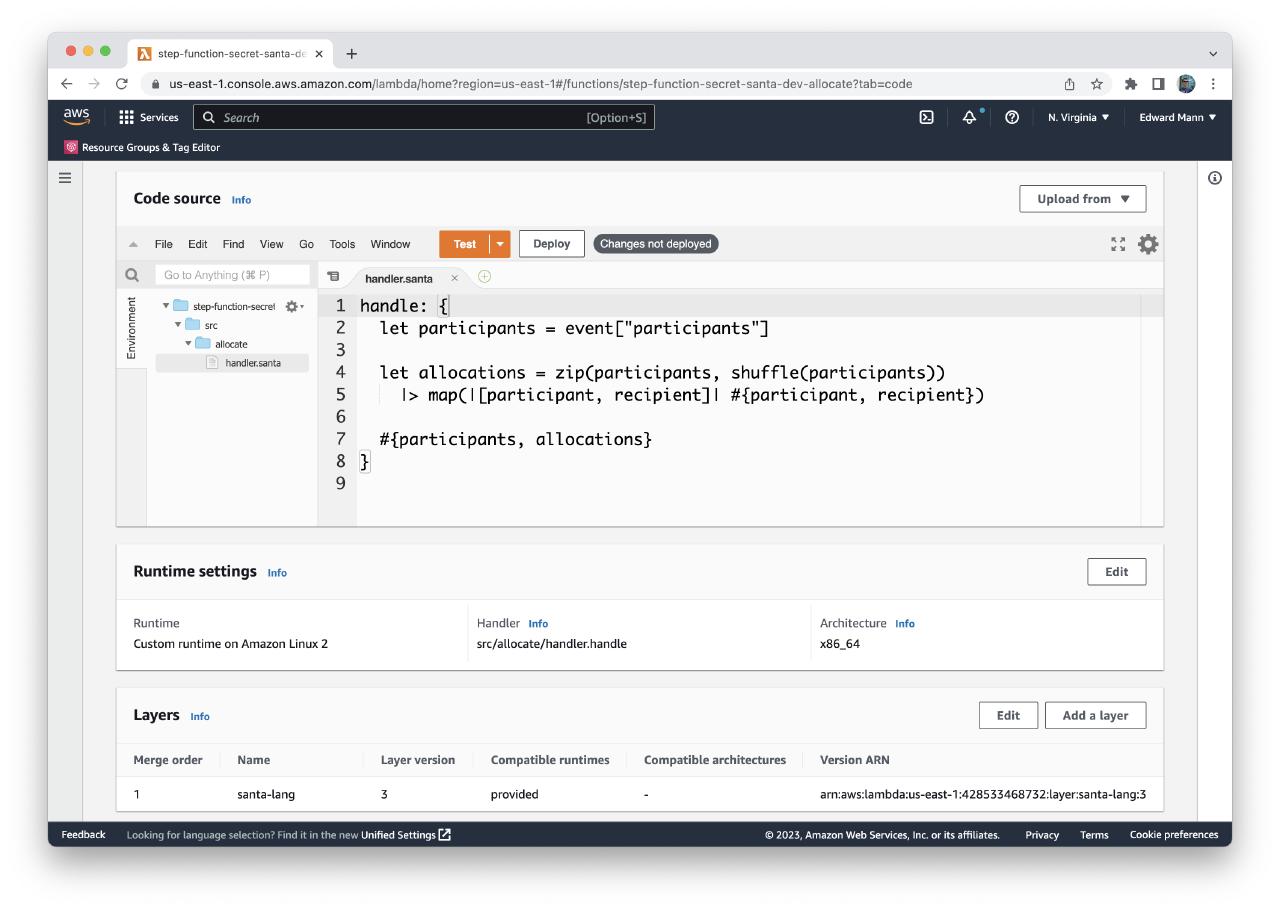 step-function-secret-santa-de
us-east-1.console.aws.amazon.com/lambda/home?region=us-east-1#/functions/step-function-secret-santa-dev-allocate?tab=code
aws Services Search [Option+S] N. Virginia ▼ Edward Mann ▼
Resource Groups & Tag Editor
Code source Info Upload from ▼
File Edit Find View Go Tools Window Test Deploy Changes not deployed
Go to Anything (⌘ P) handler.santa
Environment
step-function-secret
src
allocate
handler.santa
1 handle: {
2   let participants = event["participants"]
3
4   let allocations = zip(participants, shuffle(participants))
5     |> map(|[participant, recipient]| #{participant, recipient})
6
7   #{participants, allocations}
8 }
9
Runtime settings Info Edit
Runtime Handler Info Architecture Info
Custom runtime on Amazon Linux 2 src/allocate/handler.handle x86_64
Layers Info Edit Add a layer
Merge order Name Layer version Compatible runtimes Compatible architectures Version ARN
1 santa-lang 3 provided - arn:aws:lambda:us-east-1:428533468732:layer:santa-lang:3
Feedback Looking for language selection? Find it in the new Unified Settings © 2023, Amazon Web Services, Inc. or its affiliates. Privacy Terms Cookie preferences